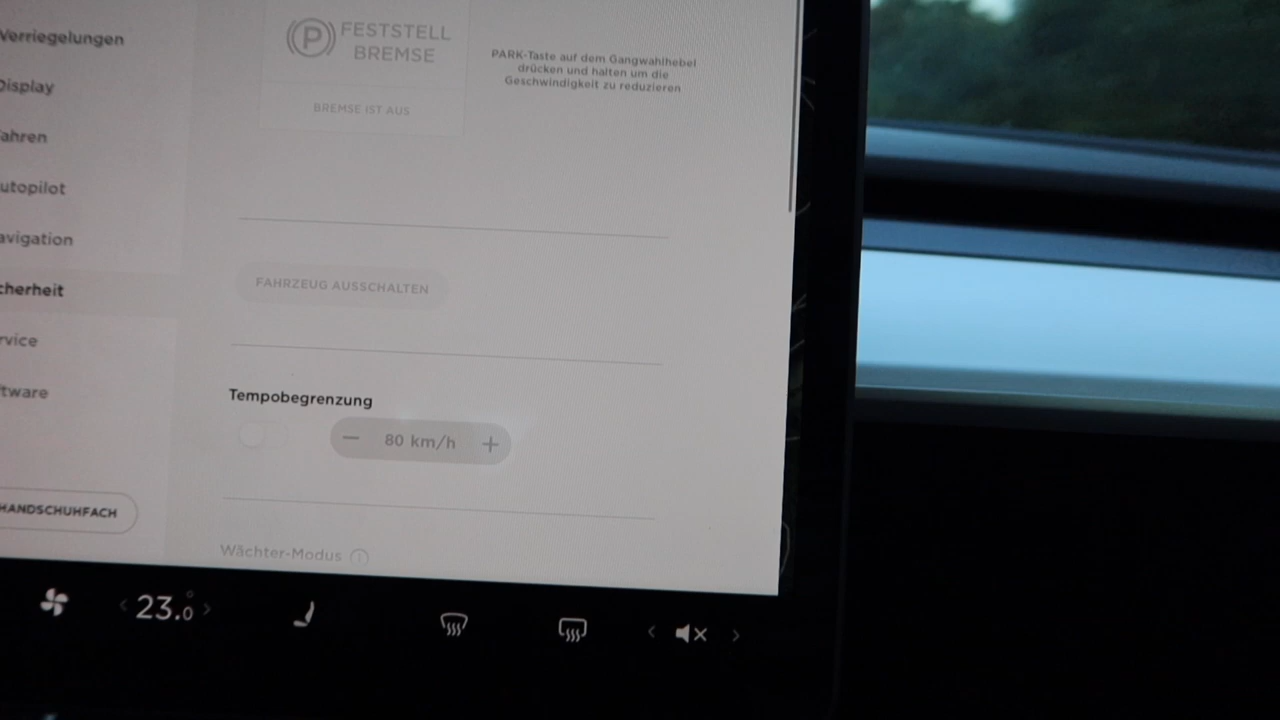 Verriegelungen
Display
ahren
utopilot
avigation
cherheit
rvice
tware
HANDSCHUHFACH
P FESTSTELL
BREMSE
BREMSE IST AUS
PARK-Taste auf dem Gangwahlhebel
drücken und halten um die
Geschwindigkeit zu reduzieren
FAHRZEUG AUSSCHALTEN
Tempobegrenzung
− 80 km/h +
Wächter-Modus i
< 23.0° >